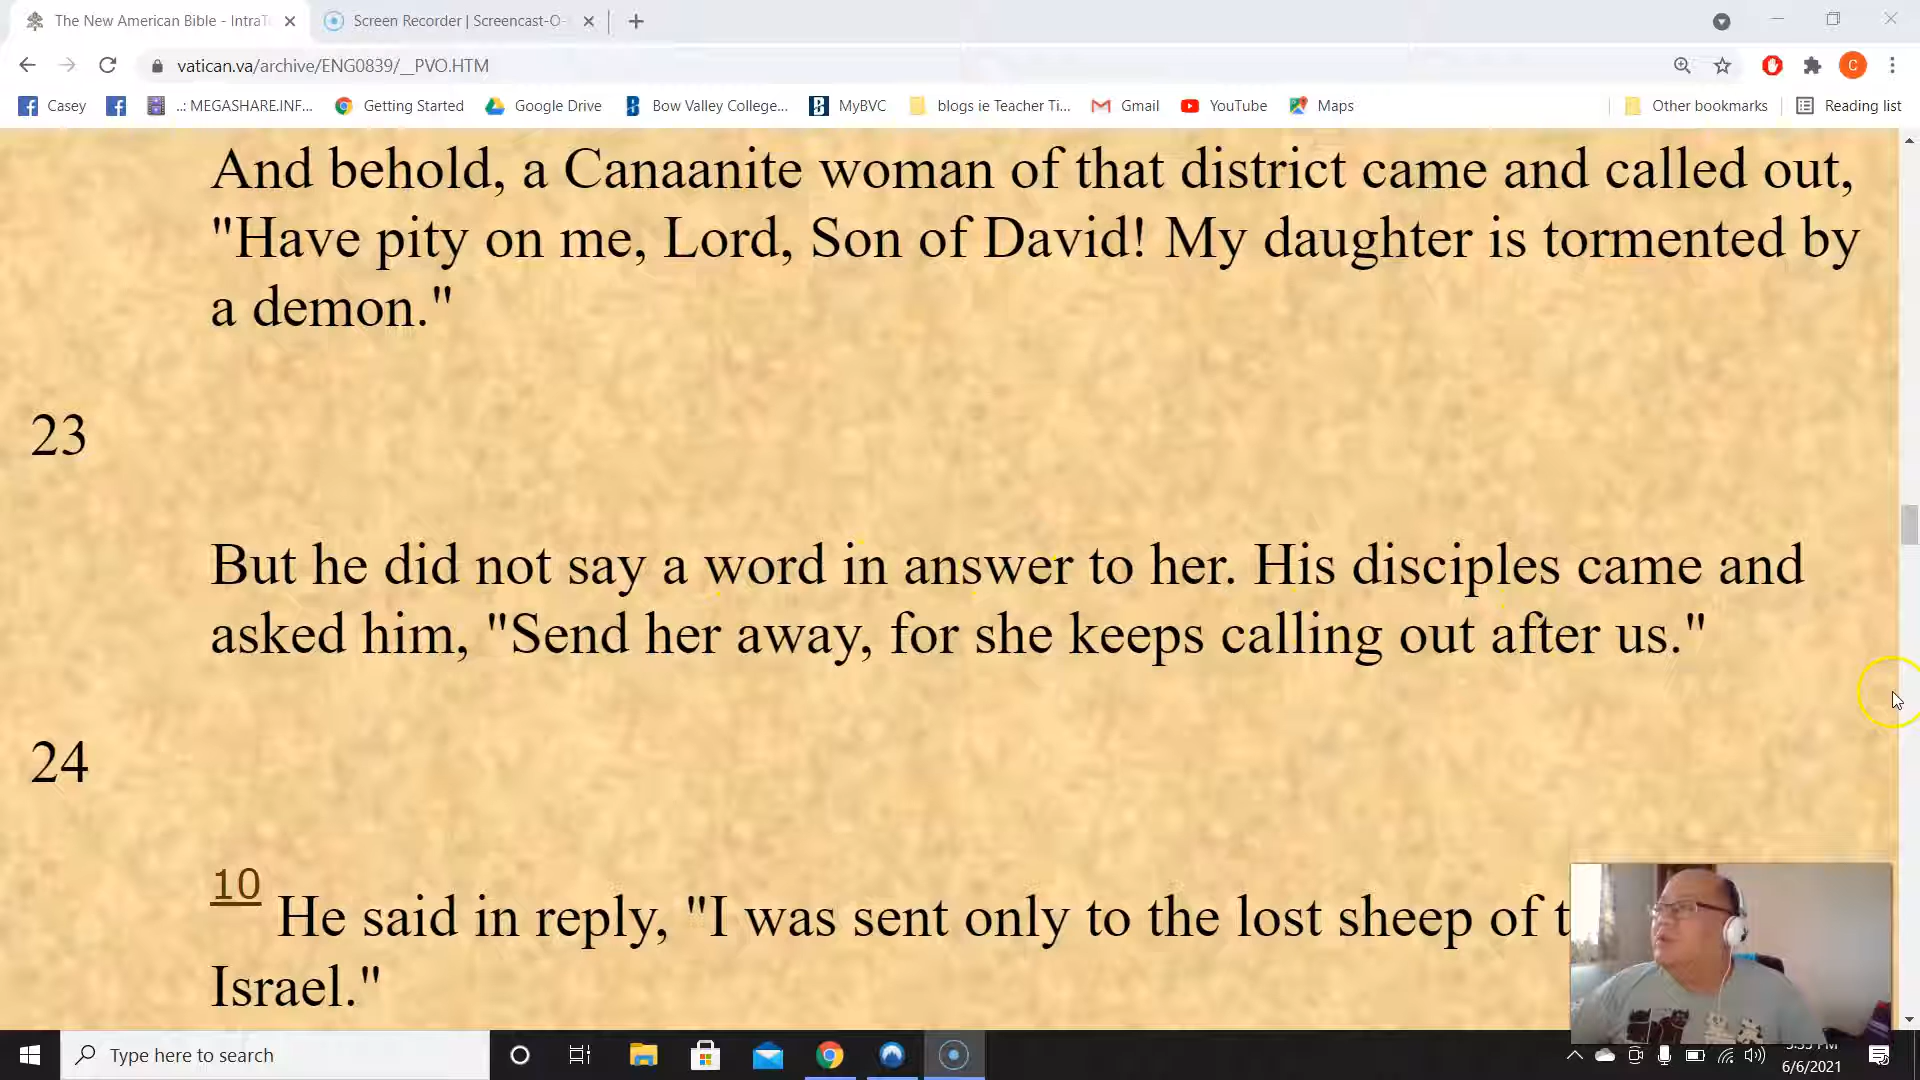 The New American Bible - IntraT
Screen Recorder | Screencast-O-
vatican.va/archive/ENG0839/__PVO.HTM
C
Casey
..: MEGASHARE.INF...
Getting Started
Google Drive
Bow Valley College...
MyBVC
blogs ie Teacher Ti...
Gmail
YouTube
Maps
Other bookmarks
Reading list
And behold, a Canaanite woman of that district came and called out,
"Have pity on me, Lord, Son of David! My daughter is tormented by
a demon."
23
But he did not say a word in answer to her. His disciples came and
asked him, "Send her away, for she keeps calling out after us."
24
10
He said in reply, "I was sent only to the lost sheep of t
Israel."
Type here to search
6/6/2021